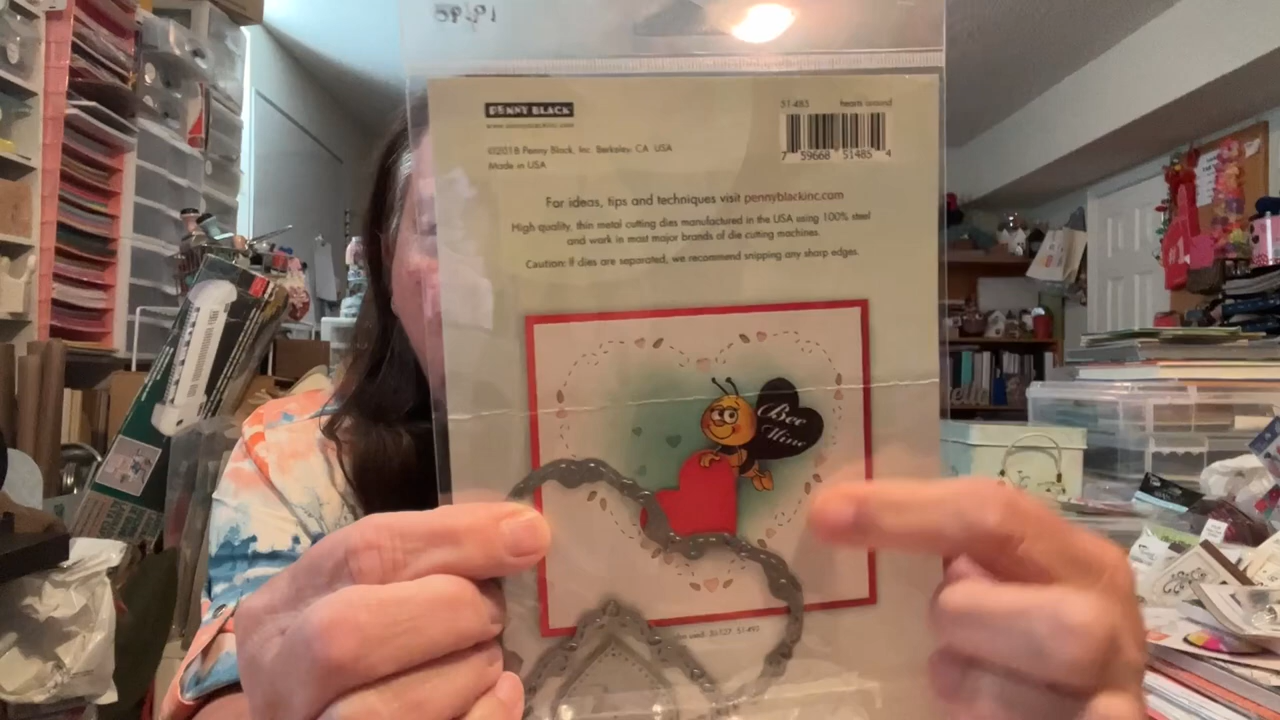 PENNY BLACK
www.pennyblackinc.com
51-485 hearts around
7 59668 51485 4
©2018 Penny Black, Inc. Berkeley, CA USA
Made in USA
For ideas, tips and techniques visit pennyblackinc.com
High quality, thin metal cutting dies manufactured in the USA using 100% steel
and work in most major brands of die cutting machines.
Caution: If dies are separated, we recommend snipping any sharp edges.
Bee
Mine